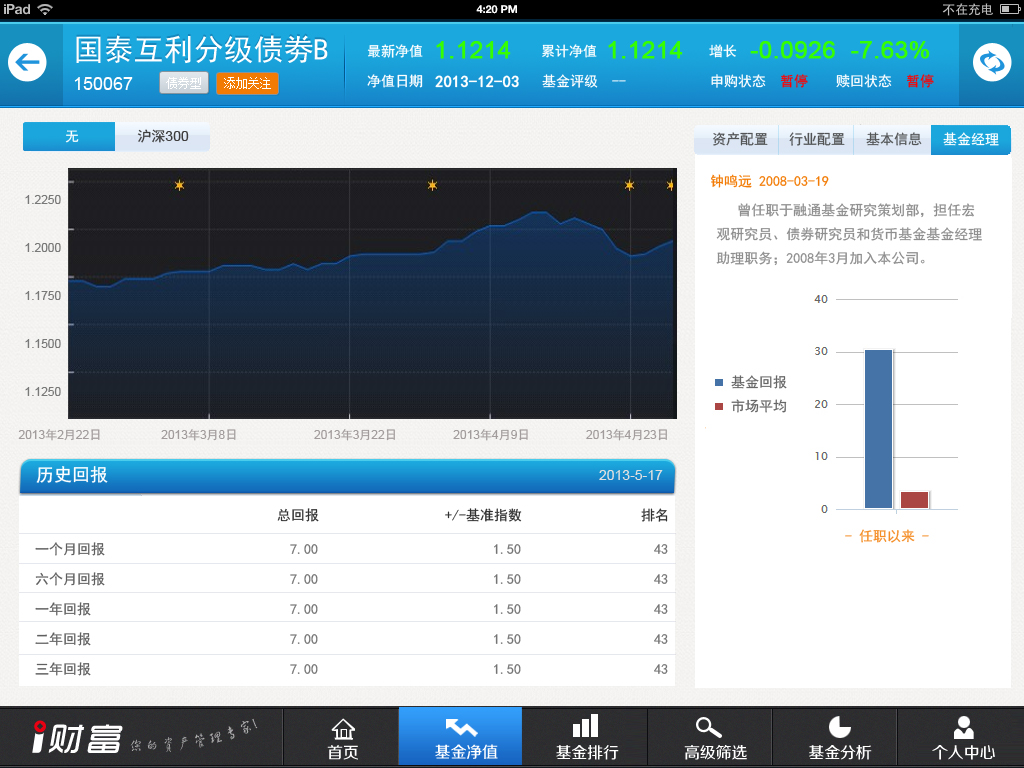 iPad 4:20 PM 不在充电
国泰互利分级债券B
150067 债券型 添加关注
最新净值 1.1214 累计净值 1.1214 增长 -0.0926 -7.63%
净值日期 2013-12-03 基金评级 -- 申购状态 暂停 赎回状态 暂停
无 沪深300
资产配置 行业配置 基本信息 基金经理
1.2250
1.2000
1.1750
1.1500
1.1250
2013年2月22日 2013年3月8日 2013年3月22日 2013年4月9日 2013年4月23日
钟鸣远 2008-03-19
曾任职于融通基金研究策划部，担任宏
观研究员、债券研究员和货币基金基金经理
助理职务；2008年3月加入本公司。
40
30
20
10
0
基金回报
市场平均
- 任职以来 -
历史回报 2013-5-17
总回报 +/-基准指数 排名
一个月回报 7.00 1.50 43
六个月回报 7.00 1.50 43
一年回报 7.00 1.50 43
二年回报 7.00 1.50 43
三年回报 7.00 1.50 43
i财富 您的资产管理专家!
首页 基金净值 基金排行 高级筛选 基金分析 个人中心